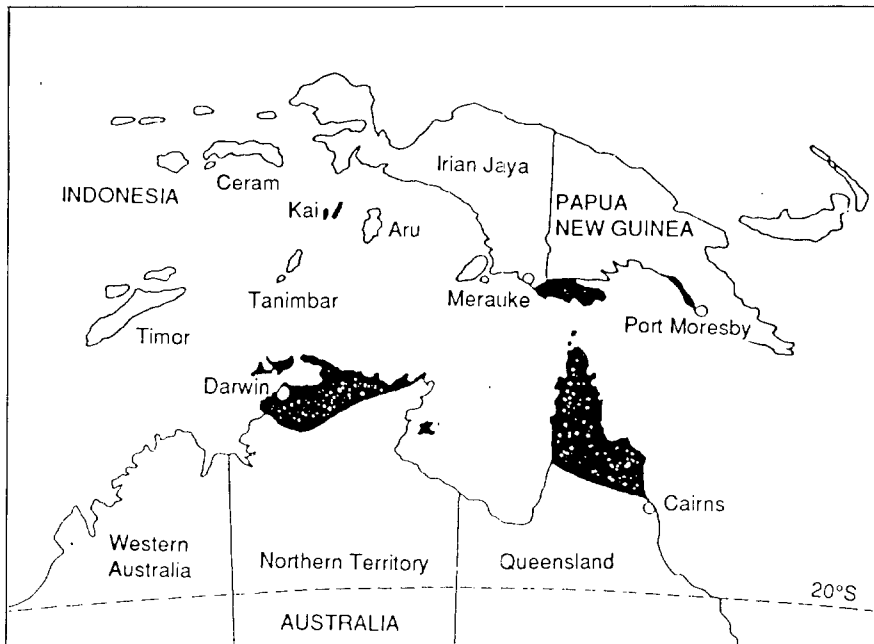 INDONESIA
Ceram
Irian Jaya
Kai
Aru
PAPUA
NEW GUINEA
Tanimbar
Merauke
Timor
Port Moresby
Darwin
Cairns
Western
Australia
Northern Territory
Queensland
20°S
AUSTRALIA